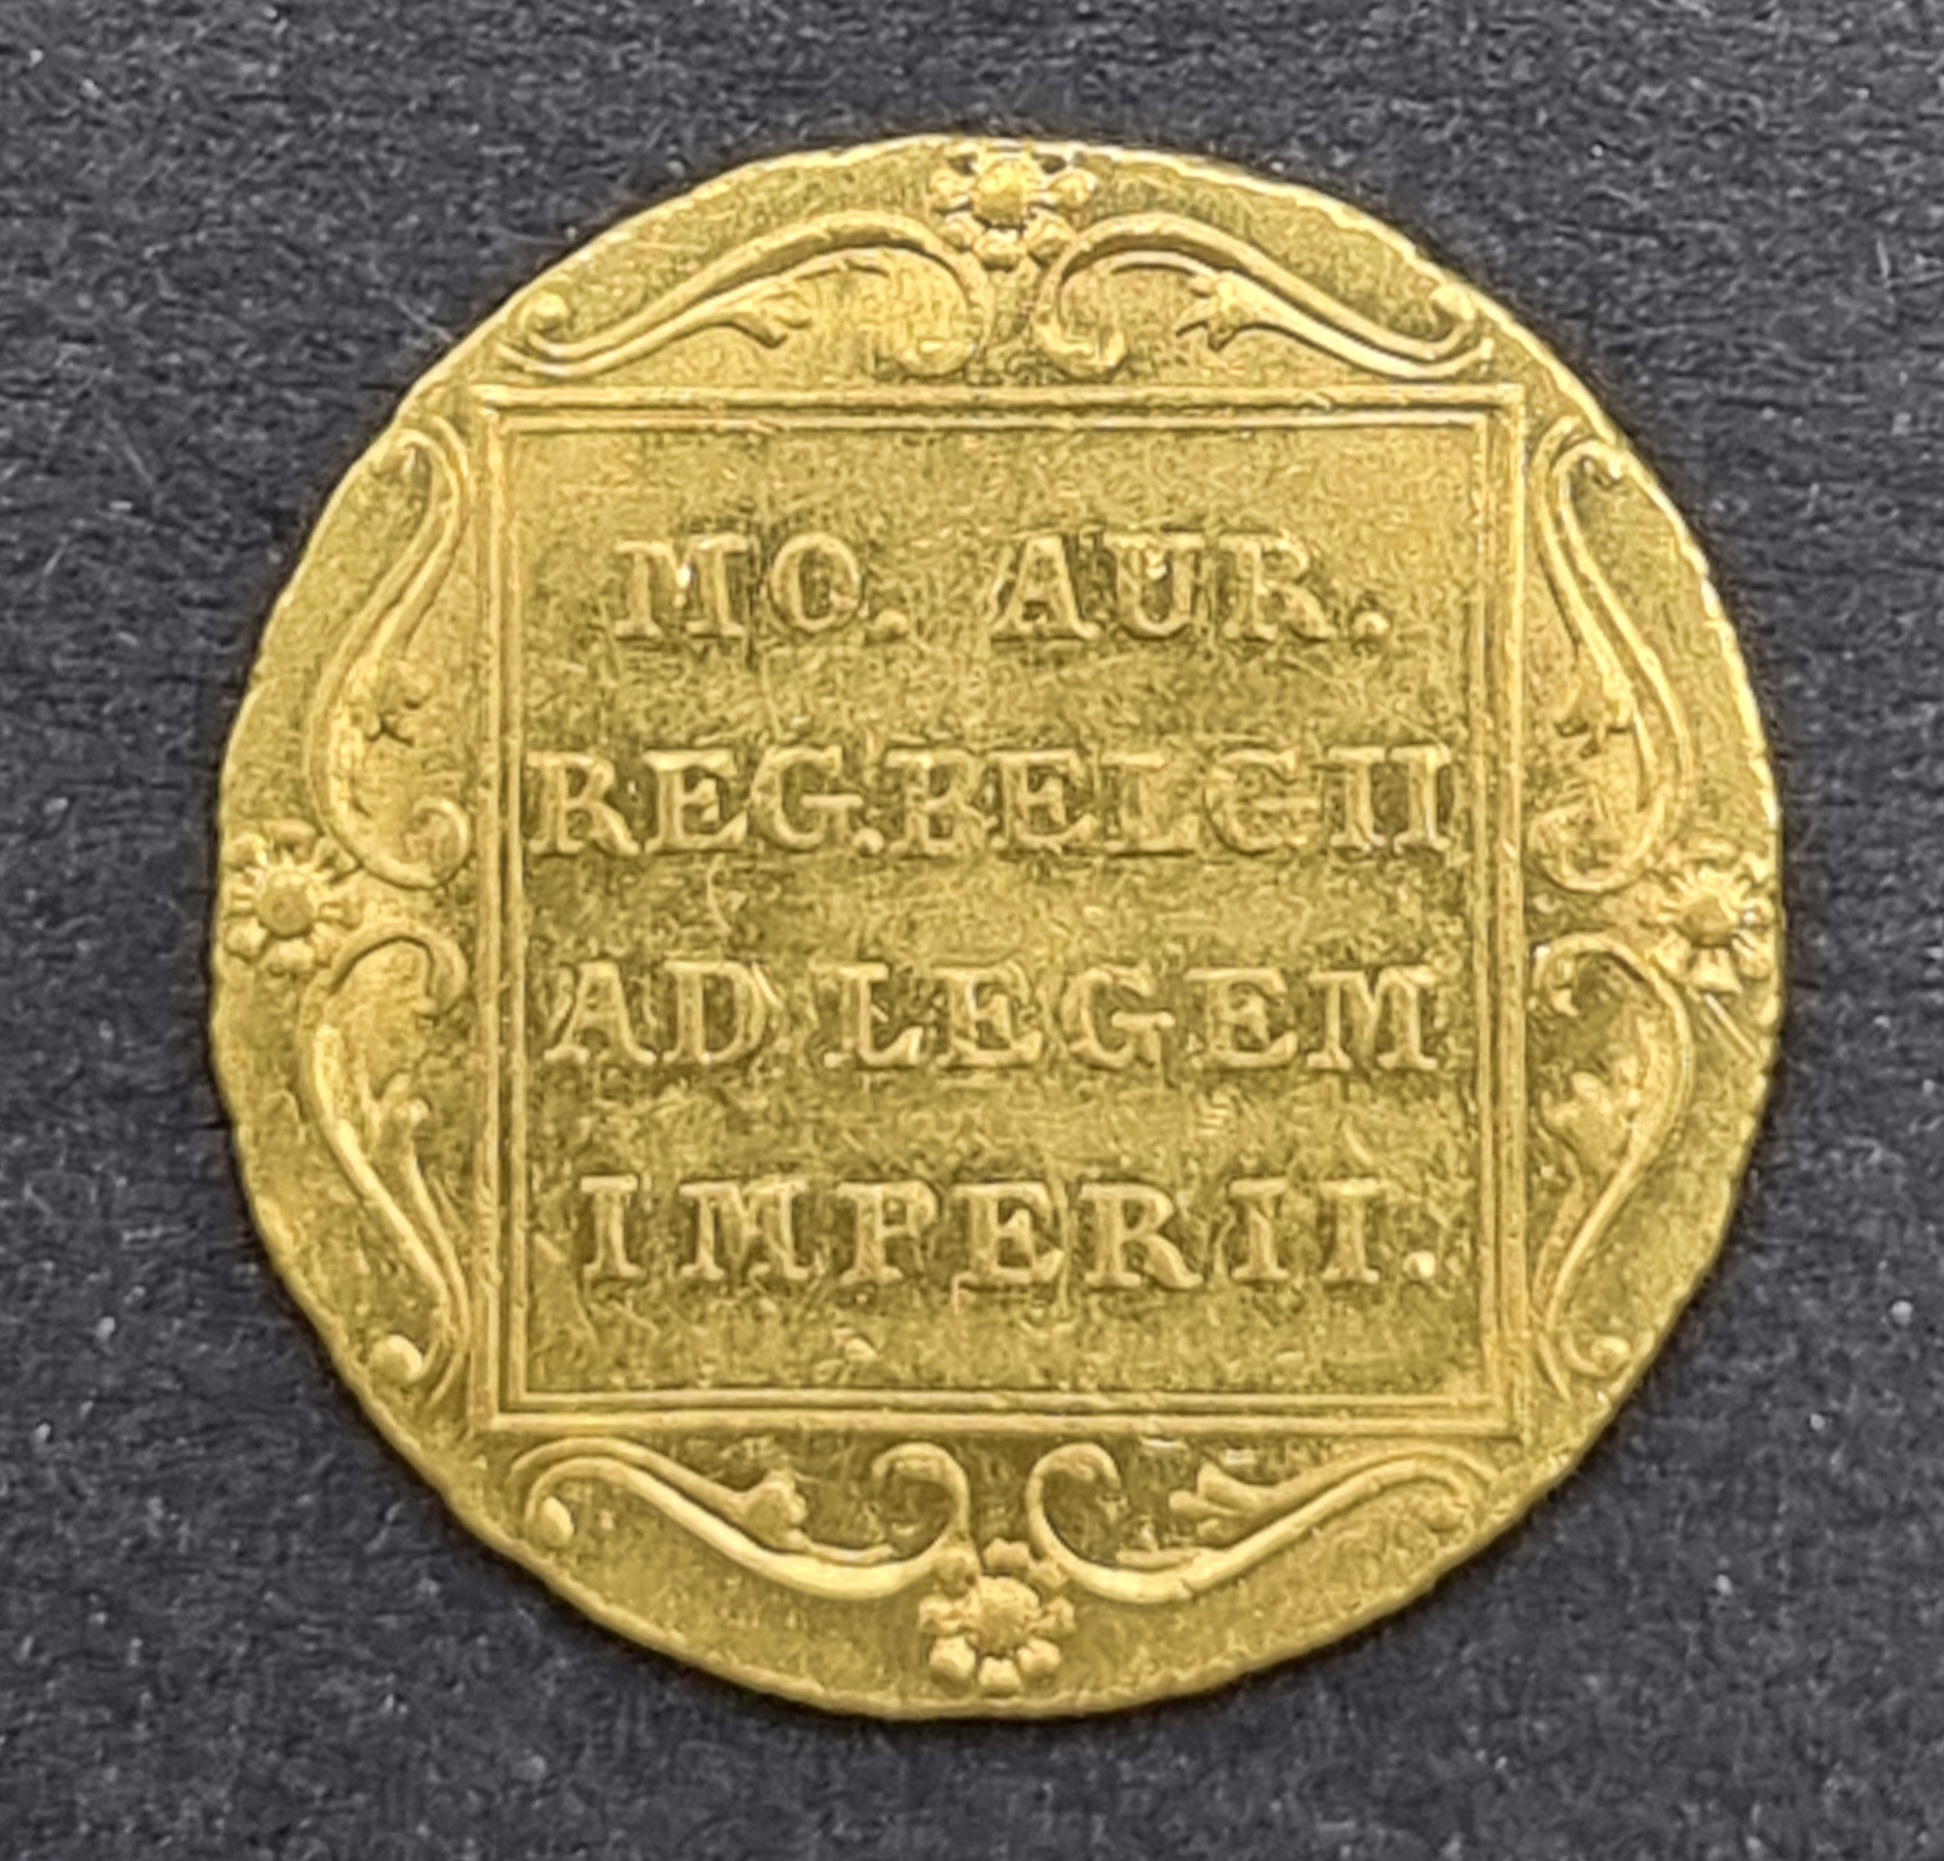 MO. AUR.
REG.BELGII
AD LEGEM
IMPERII.